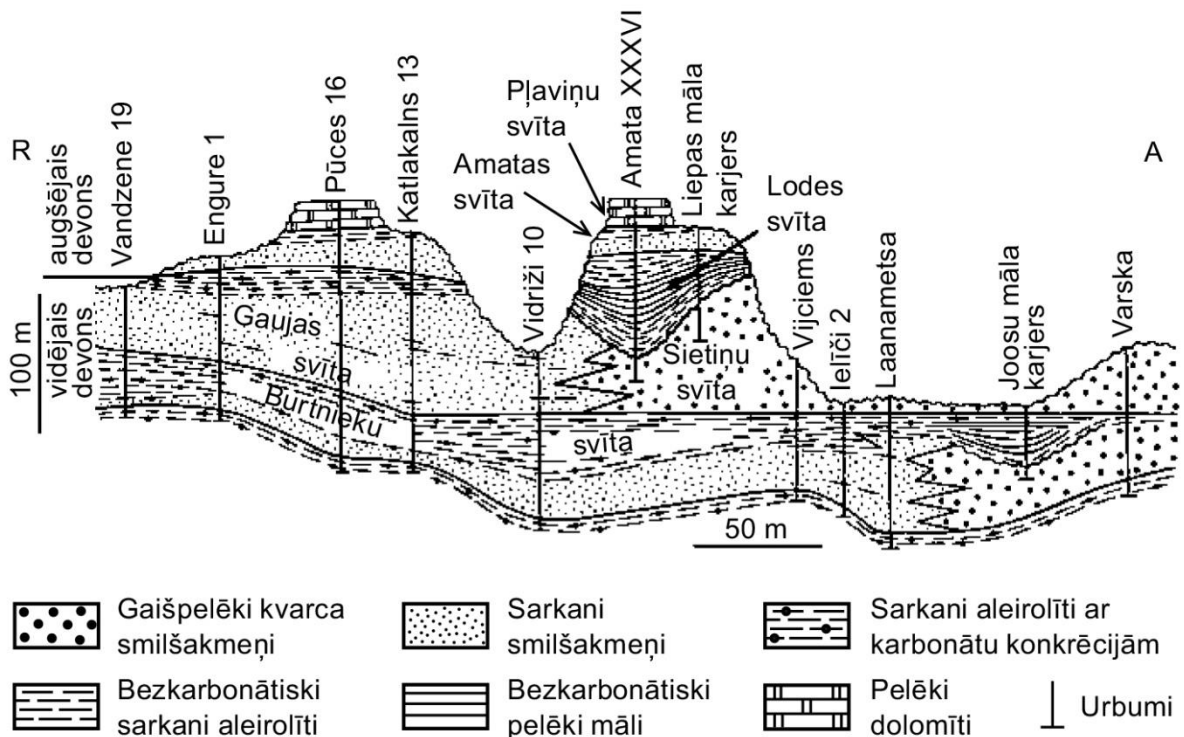 R
A
augšējais
devons
vidējais
devons
100 m
Vandzene 19
Engure 1
Pūces 16
Katlakalns 13
Vidriži 10
Amata XXXVI
Liepas māla
karjers
Vijciems
Ielīči 2
Laanametsa
Joosu māla
karjers
Varska
Pļaviņu
svīta
Amatas
svīta
Lodes
svīta
Gaujas
svīta
Burtnieku
svīta
Sietiņu
svīta
50 m
Gaišpelēki kvarca
smilšakmeņi
Sarkani
smilšakmeņi
Sarkani aleirolīti ar
karbonātu konkrēcijām
Bezkarbonātiski
sarkani aleirolīti
Bezkarbonātiski
pelēki māli
Pelēki
dolomīti
Urbumi